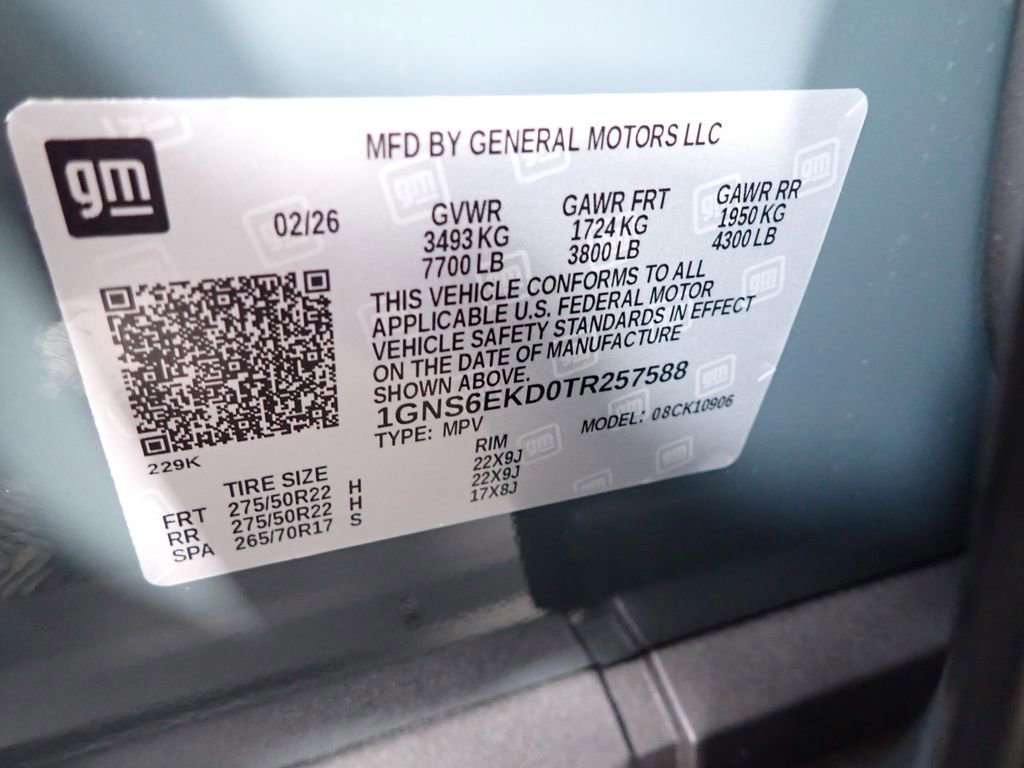 gm
MFD BY GENERAL MOTORS LLC
02/26
GVWR
3493 KG
7700 LB
GAWR FRT
1724 KG
3800 LB
GAWR RR
1950 KG
4300 LB
THIS VEHICLE CONFORMS TO ALL
APPLICABLE U.S. FEDERAL MOTOR
VEHICLE SAFETY STANDARDS IN EFFECT
ON THE DATE OF MANUFACTURE
SHOWN ABOVE.
1GNS6EKD0TR257588
TYPE: MPV
MODEL: 08CK10906
229K
TIRE SIZE RIM
FRT 275/50R22 H 22X9J
RR 275/50R22 H 22X9J
SPA 265/70R17 S 17X8J